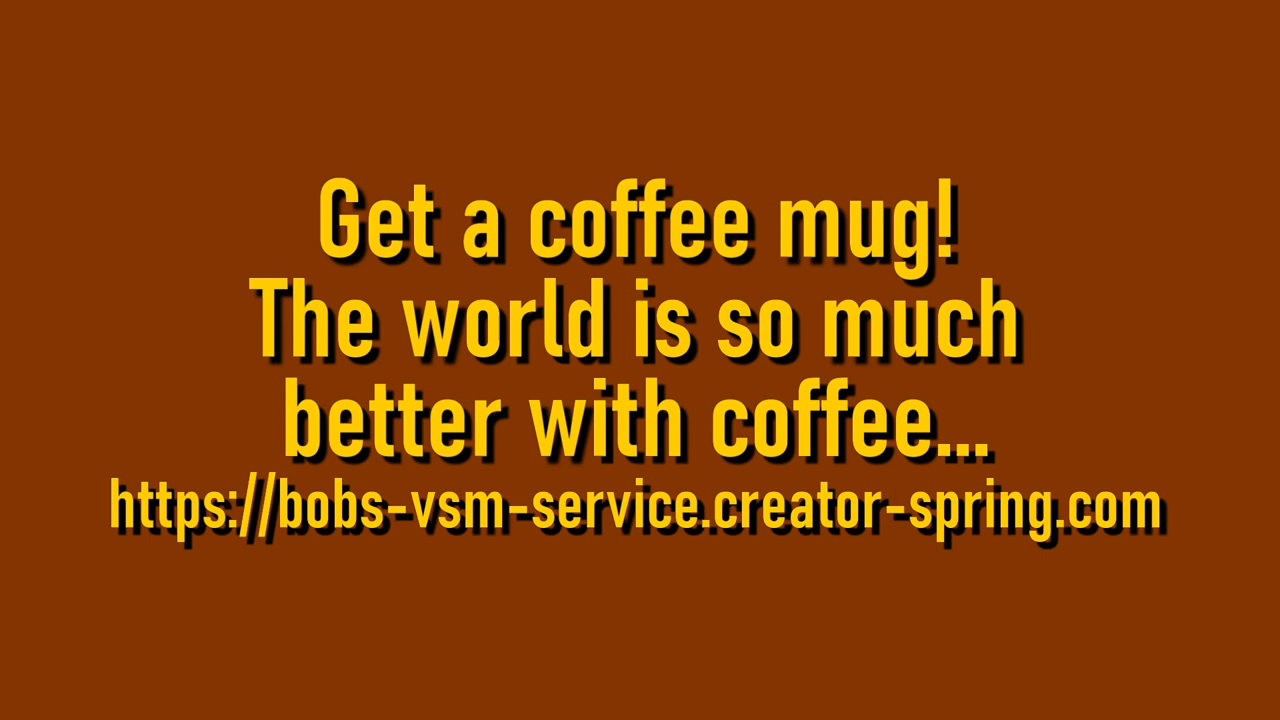 Get a coffee mug!
The world is so much
better with coffee...
https://bobs-vsm-service.creator-spring.com